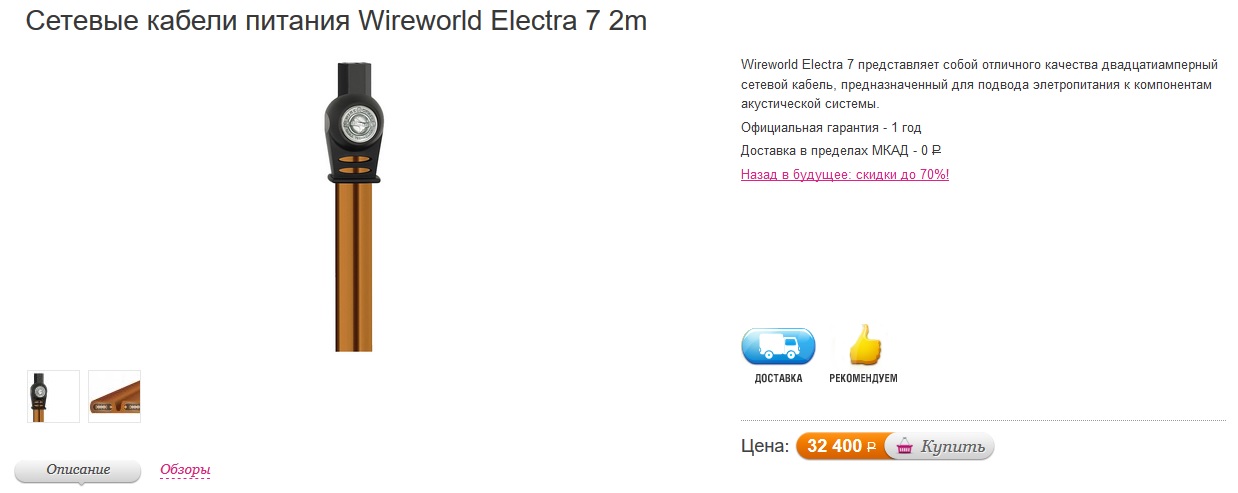 Сетевые кабели питания Wireworld Electra 7 2m
Wireworld Electra 7 представляет собой отличного качества двадцатиамперный
сетевой кабель, предназначенный для подвода элетропитания к компонентам
акустической системы.
Официальная гарантия - 1 год
Доставка в пределах МКАД - 0 ₽
Назад в будущее: скидки до 70%!
ДОСТАВКА
РЕКОМЕНДУЕМ
Цена: 32 400 ₽ Купить
Описание
Обзоры